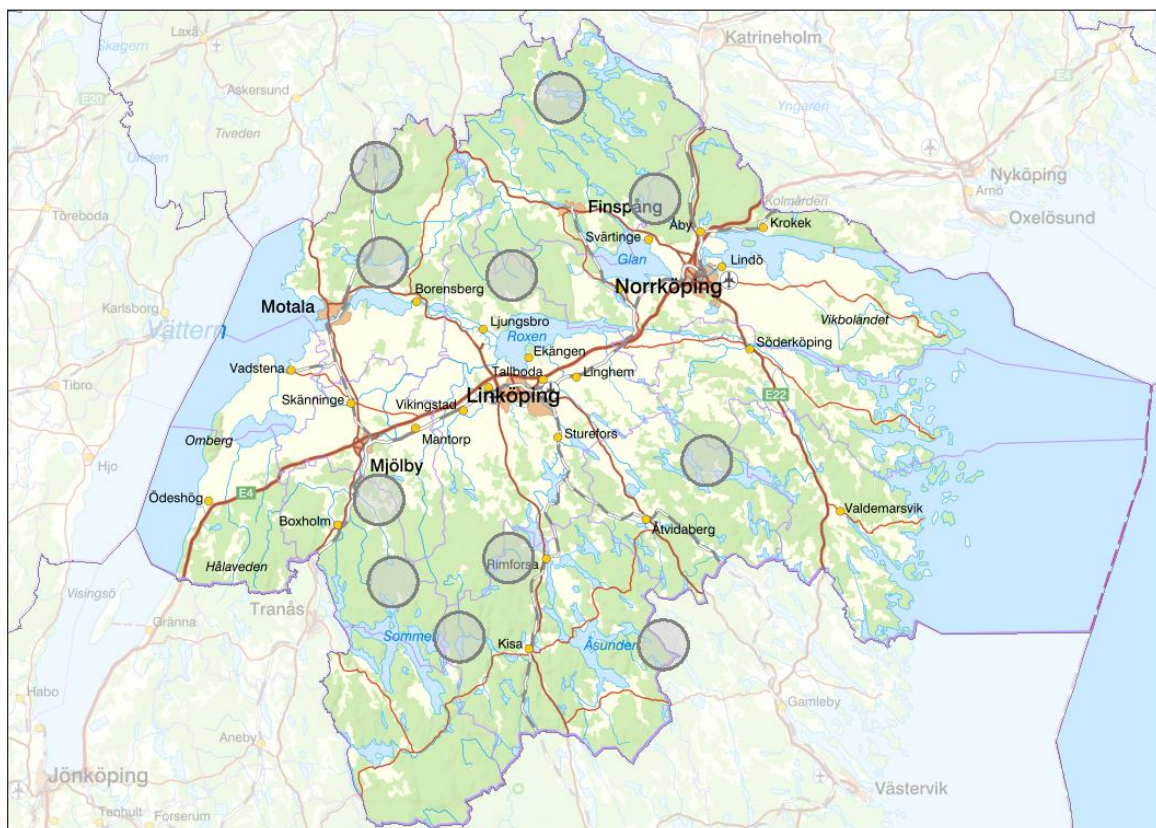 Laxå
Skagern
Katrineholm
E4
E20
Askersund
Yngaren
Tiveden
Unden
Nyköping
Arnö
Töreboda
Kolmården
Oxelösund
Finspång
Åby
Krokek
Svärtinge
Glan
Lindö
Norrköping
Borensberg
Motala
Karlsborg
Vättern
Ljungsbro
Roxen
Vikbolandet
Söderköping
Ekängen
Vadstena
Tallboda
Linghem
Tibro
Linköping
E22
Skänninge
Vikingstad
Mantorp
Sturefors
Omberg
Hjo
Mjölby
E4
Ödeshög
Valdemarsvik
Boxholm
Åtvidaberg
Rimforsa
Hålaveden
Visingsö
Tranås
Gränna
Sommen
Kisa
Åsunden
Habo
Gamleby
Aneby
Jönköping
Västervik
Tenhult
Forserum